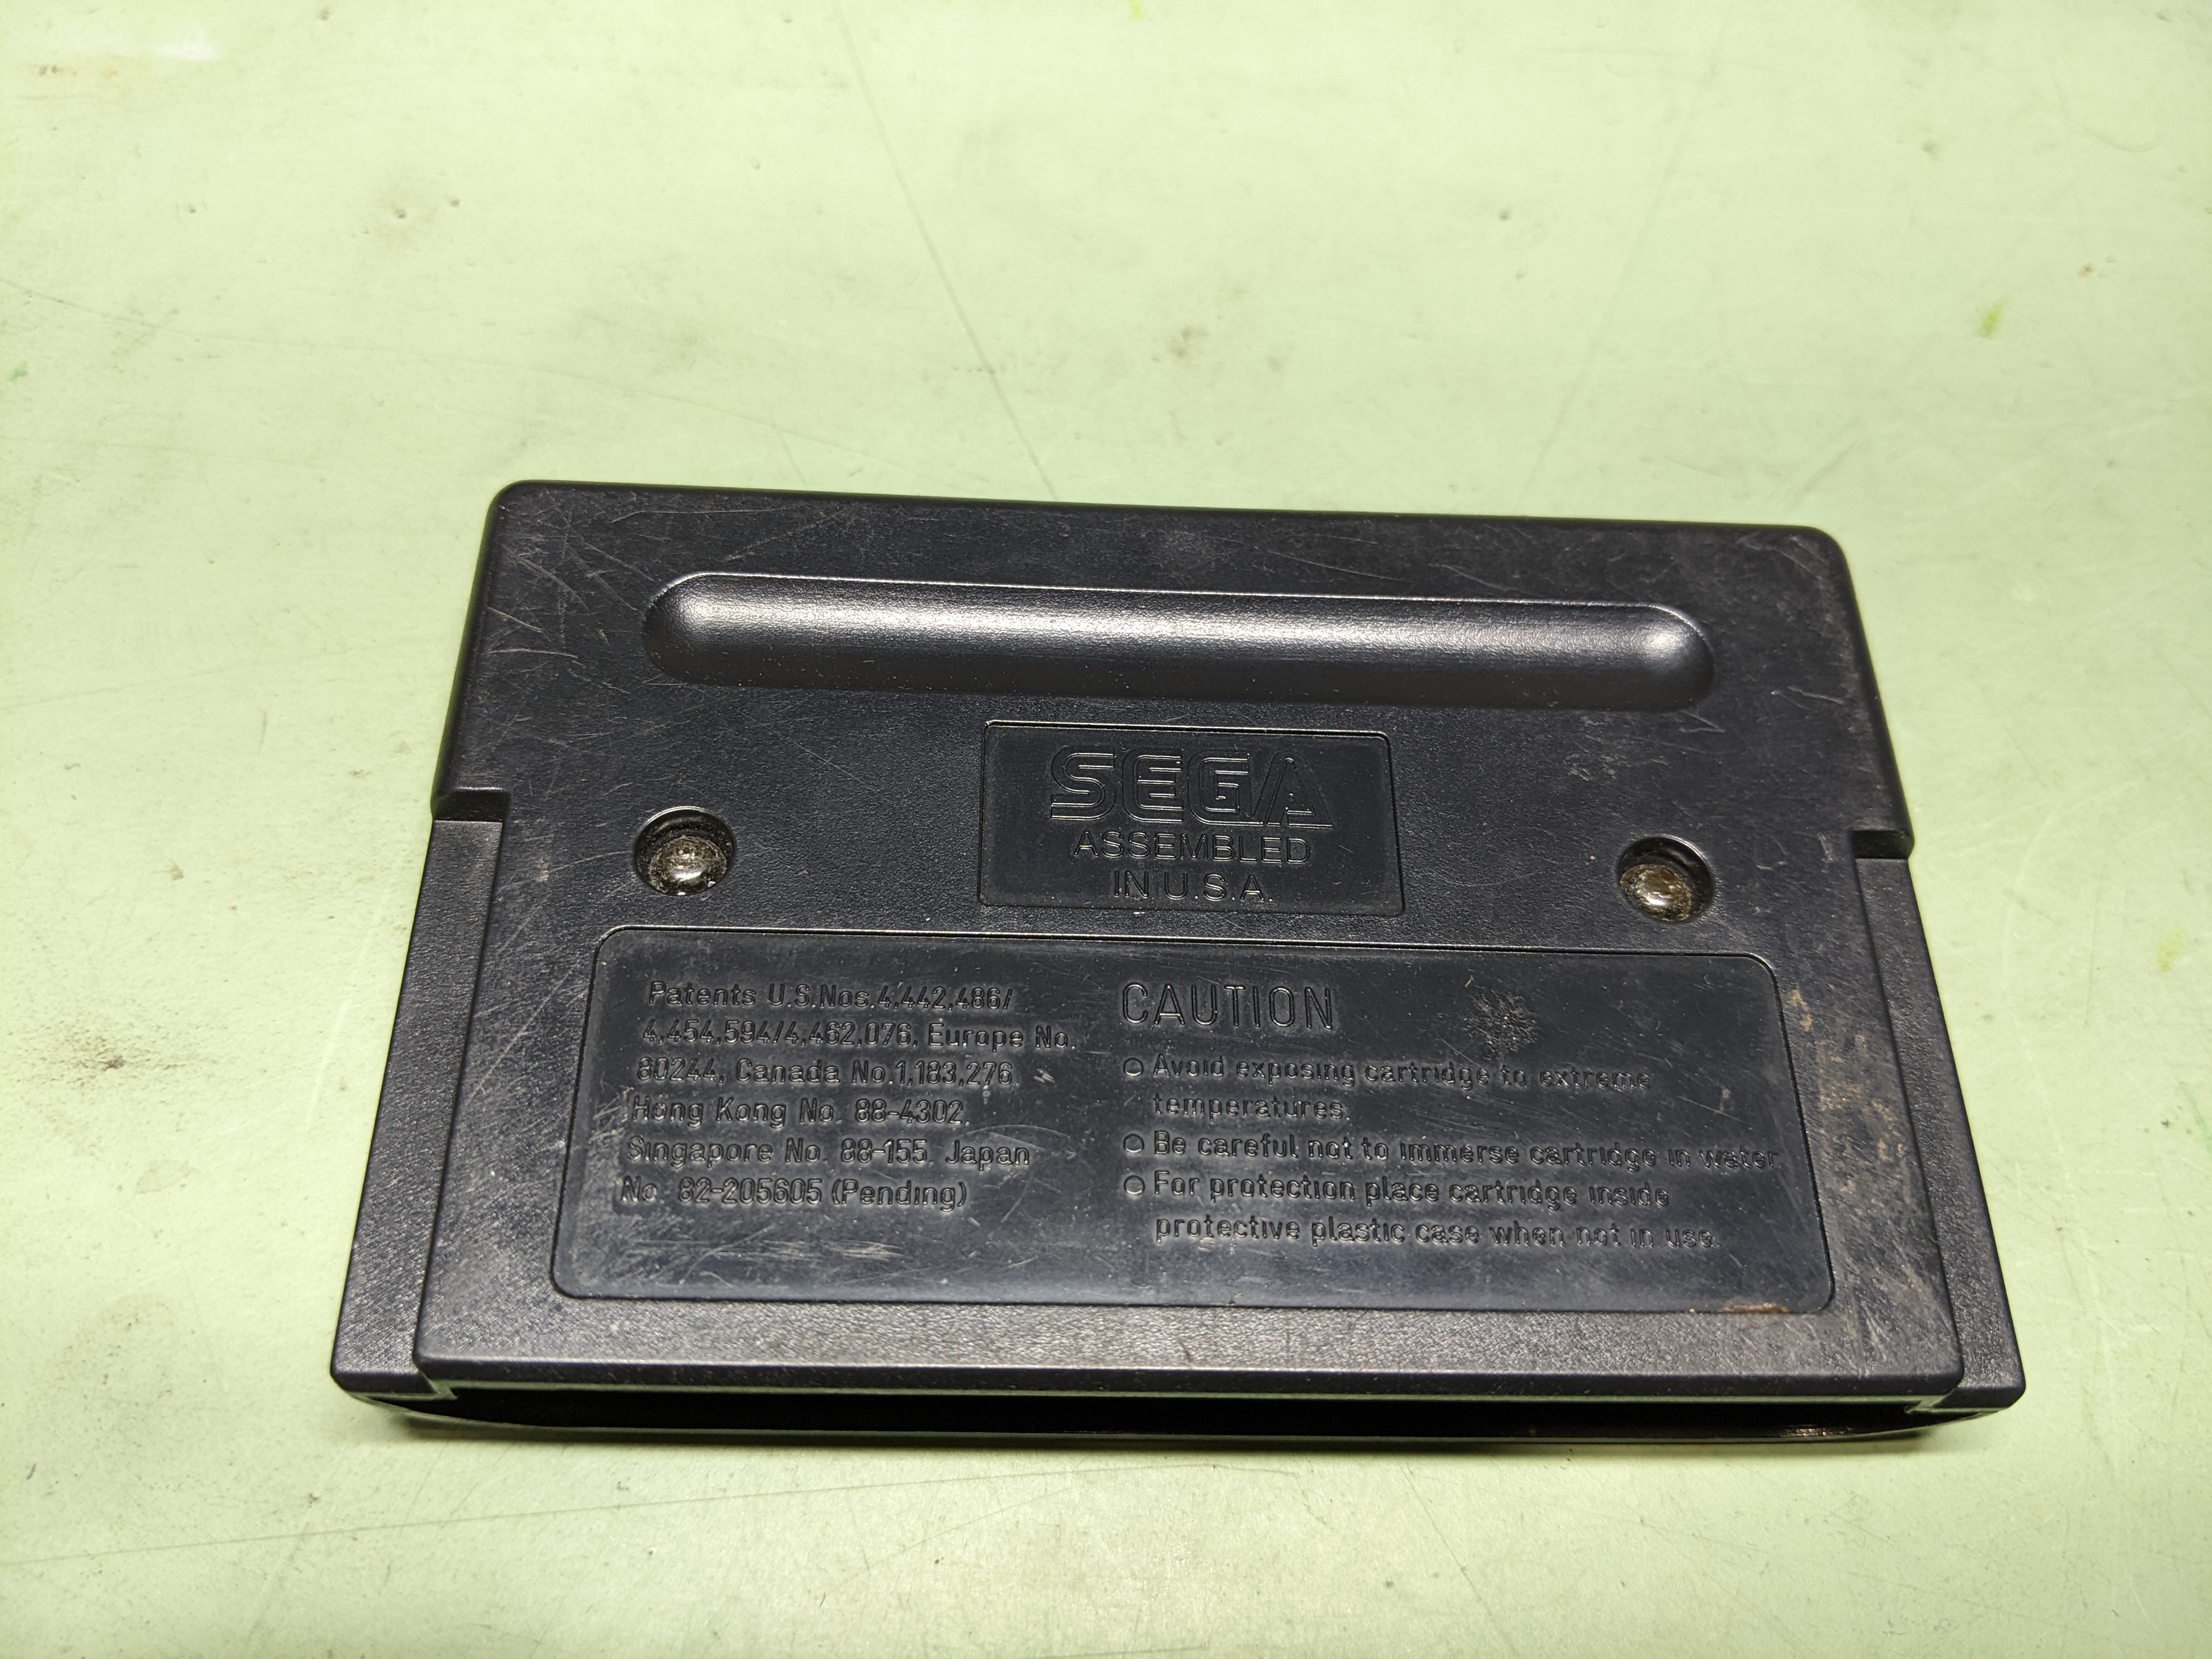 SEGA
ASSEMBLED
IN U.S.A.
Patents U.S.Nos.4,442,486/
4,454,594/4,462,076, Europe No.
80244, Canada No.1,183,276.
Hong Kong No. 88-4302.
Singapore No. 88-155. Japan
No. 82-205605 (Pending)
CAUTION
○ Avoid exposing cartridge to extreme
temperatures.
○ Be careful not to immerse cartridge in water.
○ For protection place cartridge inside
protective plastic case when not in use.